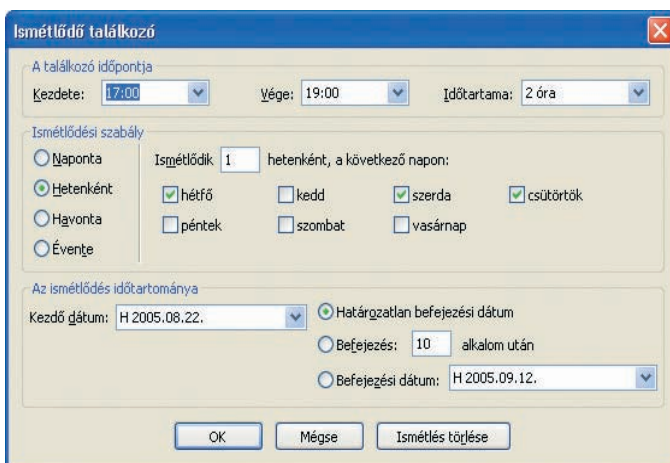 Ismétlődő találkozó
A találkozó időpontja
Kezdete: 17:00 Vége: 19:00 Időtartama: 2 óra
Ismétlődési szabály
Naponta Ismétlődik 1 hetenként, a következő napon:
Hetenként hétfő kedd szerda csütörtök
Havonta péntek szombat vasárnap
Évente
Az ismétlődés időtartománya
Kezdő dátum: H 2005.08.22. Határozatlan befejezési dátum
Befejezés: 10 alkalom után
Befejezési dátum: H 2005.09.12.
OK Mégse Ismétlés törlése